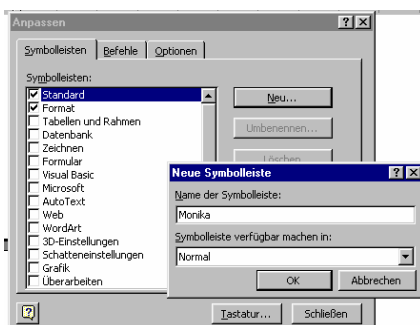 Anpassen
Symbolleisten Befehle Optionen
Symbolleisten:
Standard
Format
Tabellen und Rahmen
Datenbank
Zeichnen
Formular
Visual Basic
Microsoft
AutoText
Web
WordArt
3D-Einstellungen
Schatteneinstellungen
Grafik
Überarbeiten
Neu...
Umbenennen...
Löschen
Neue Symbolleiste
Name der Symbolleiste:
Monika
Symbolleiste verfügbar machen in:
Normal
OK Abbrechen
Tastatur... Schließen